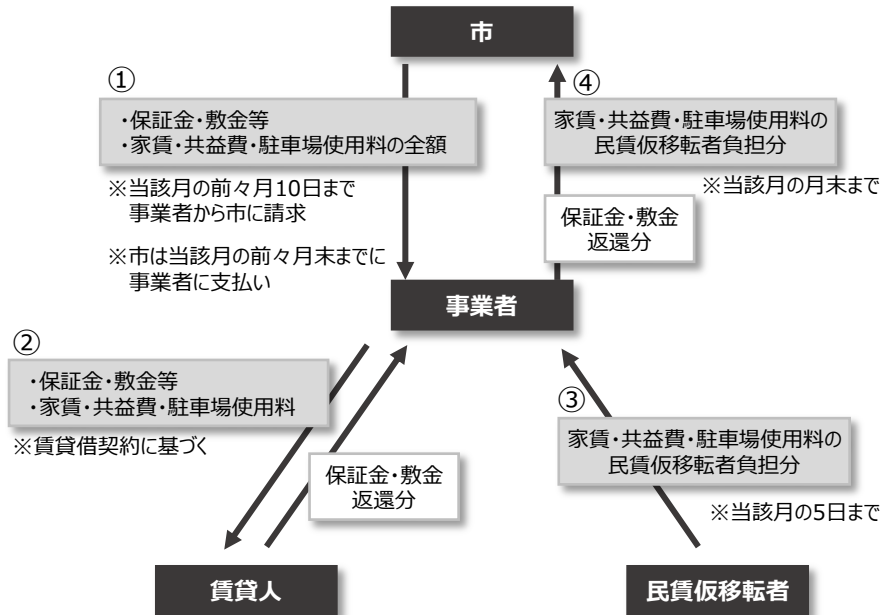 市
①
・保証金・敷金等
・家賃・共益費・駐車場使用料の全額
※当該月の前々月10日まで
事業者から市に請求
※市は当該月の前々月末までに
事業者に支払い
④
家賃・共益費・駐車場使用料の
民賃仮移転者負担分
※当該月の月末まで
保証金・敷金
返還分
事業者
②
・保証金・敷金等
・家賃・共益費・駐車場使用料
※賃貸借契約に基づく
保証金・敷金
返還分
③
家賃・共益費・駐車場使用料の
民賃仮移転者負担分
※当該月の5日まで
賃貸人
民賃仮移転者